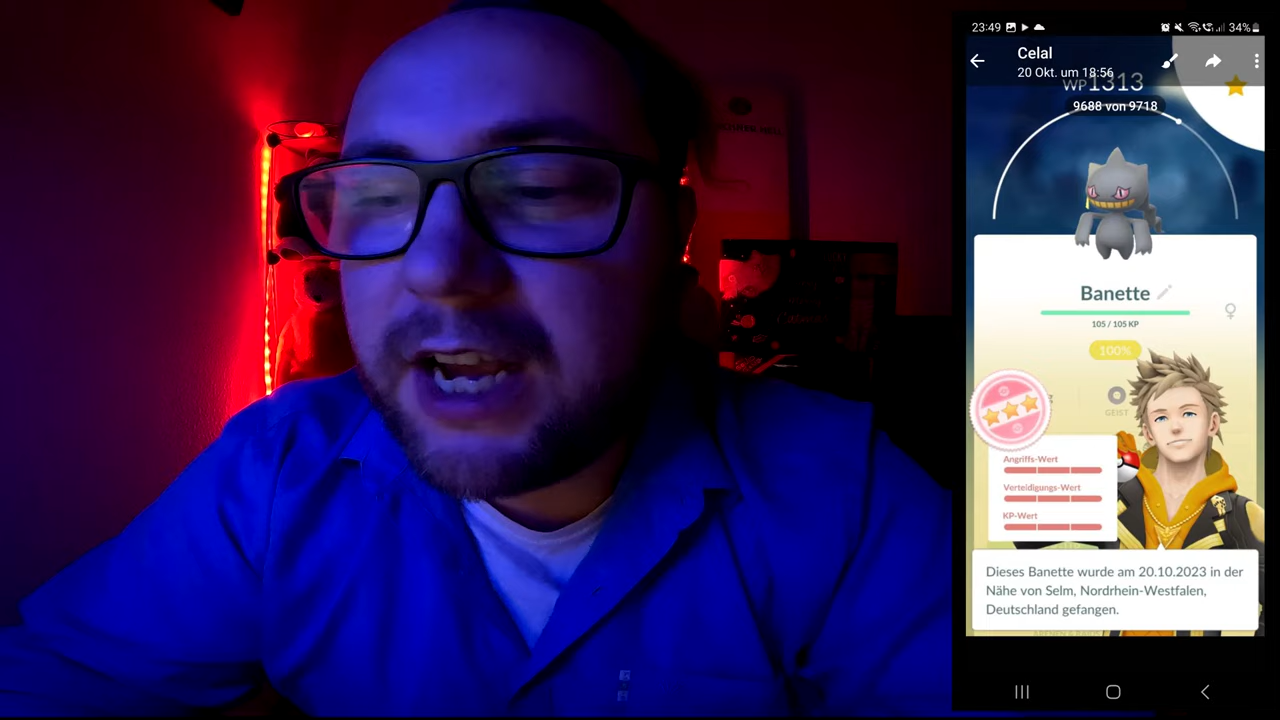 23:49
34%
Celal
20 Okt. um 18:56
WP1313
9688 von 9718
Banette
105 / 105 KP
100%
GEIST
Angriffs-Wert
Verteidigungs-Wert
KP-Wert
Dieses Banette wurde am 20.10.2023 in der
Nähe von Selm, Nordrhein-Westfalen,
Deutschland gefangen.